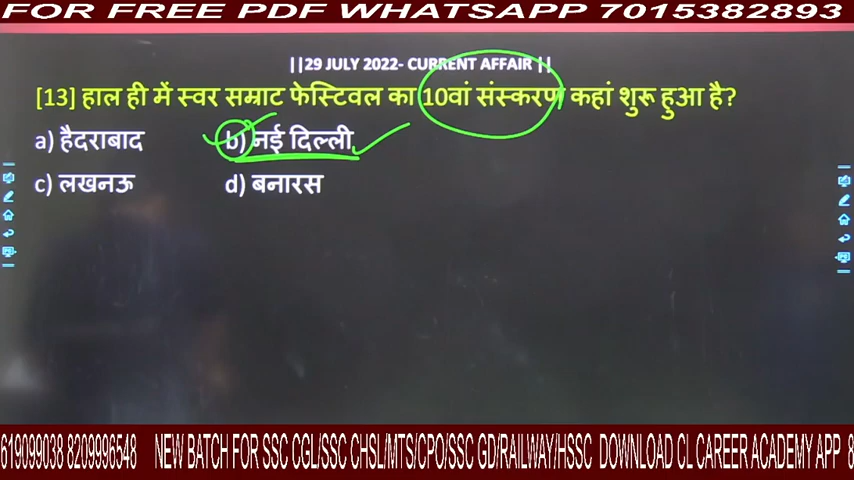 FOR FREE PDF WHATSAPP 7015382893
||29 JULY 2022- CURRENT AFFAIR ||
[13] हाल ही में स्वर सम्राट फेस्टिवल का 10वां संस्करण कहां शुरू हुआ है?
a) हैदराबाद b) नई दिल्ली
c) लखनऊ d) बनारस
619099038 8209996548 NEW BATCH FOR SSC CGL/SSC CHSL/MTS/CPO/SSC GD/RAILWAY/HSSC DOWNLOAD CL CAREER ACADEMY APP 8